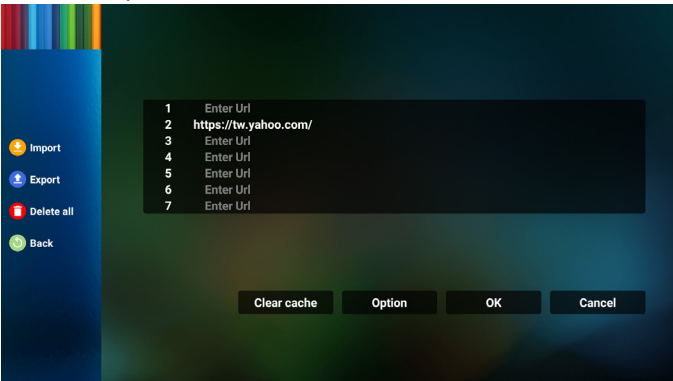 Import
Export
Delete all
Back
1 Enter Url
2 https://tw.yahoo.com/
3 Enter Url
4 Enter Url
5 Enter Url
6 Enter Url
7 Enter Url
Clear cache Option OK Cancel